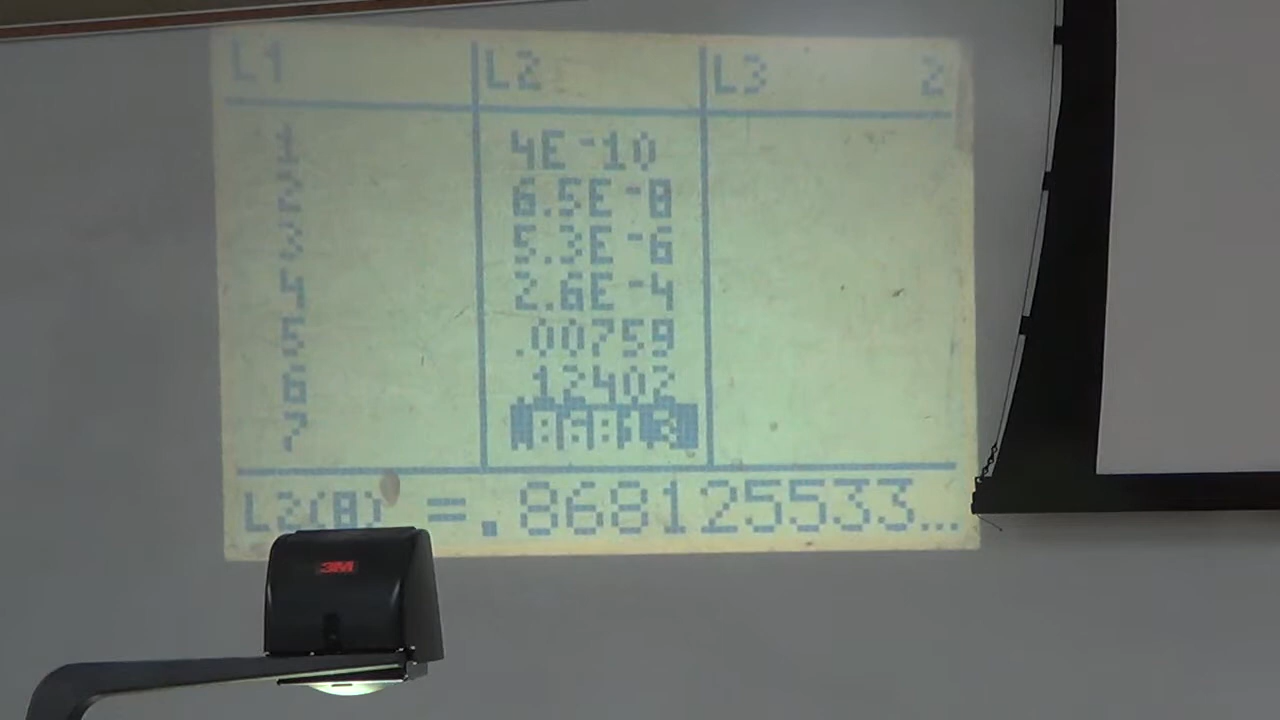 L1 L2 L3 2
1 4E⁻10
2 6.5E⁻8
3 5.3E⁻6
4 2.6E⁻4
5 .00759
6 .12402
7
L2(8) =.868125533...
3M